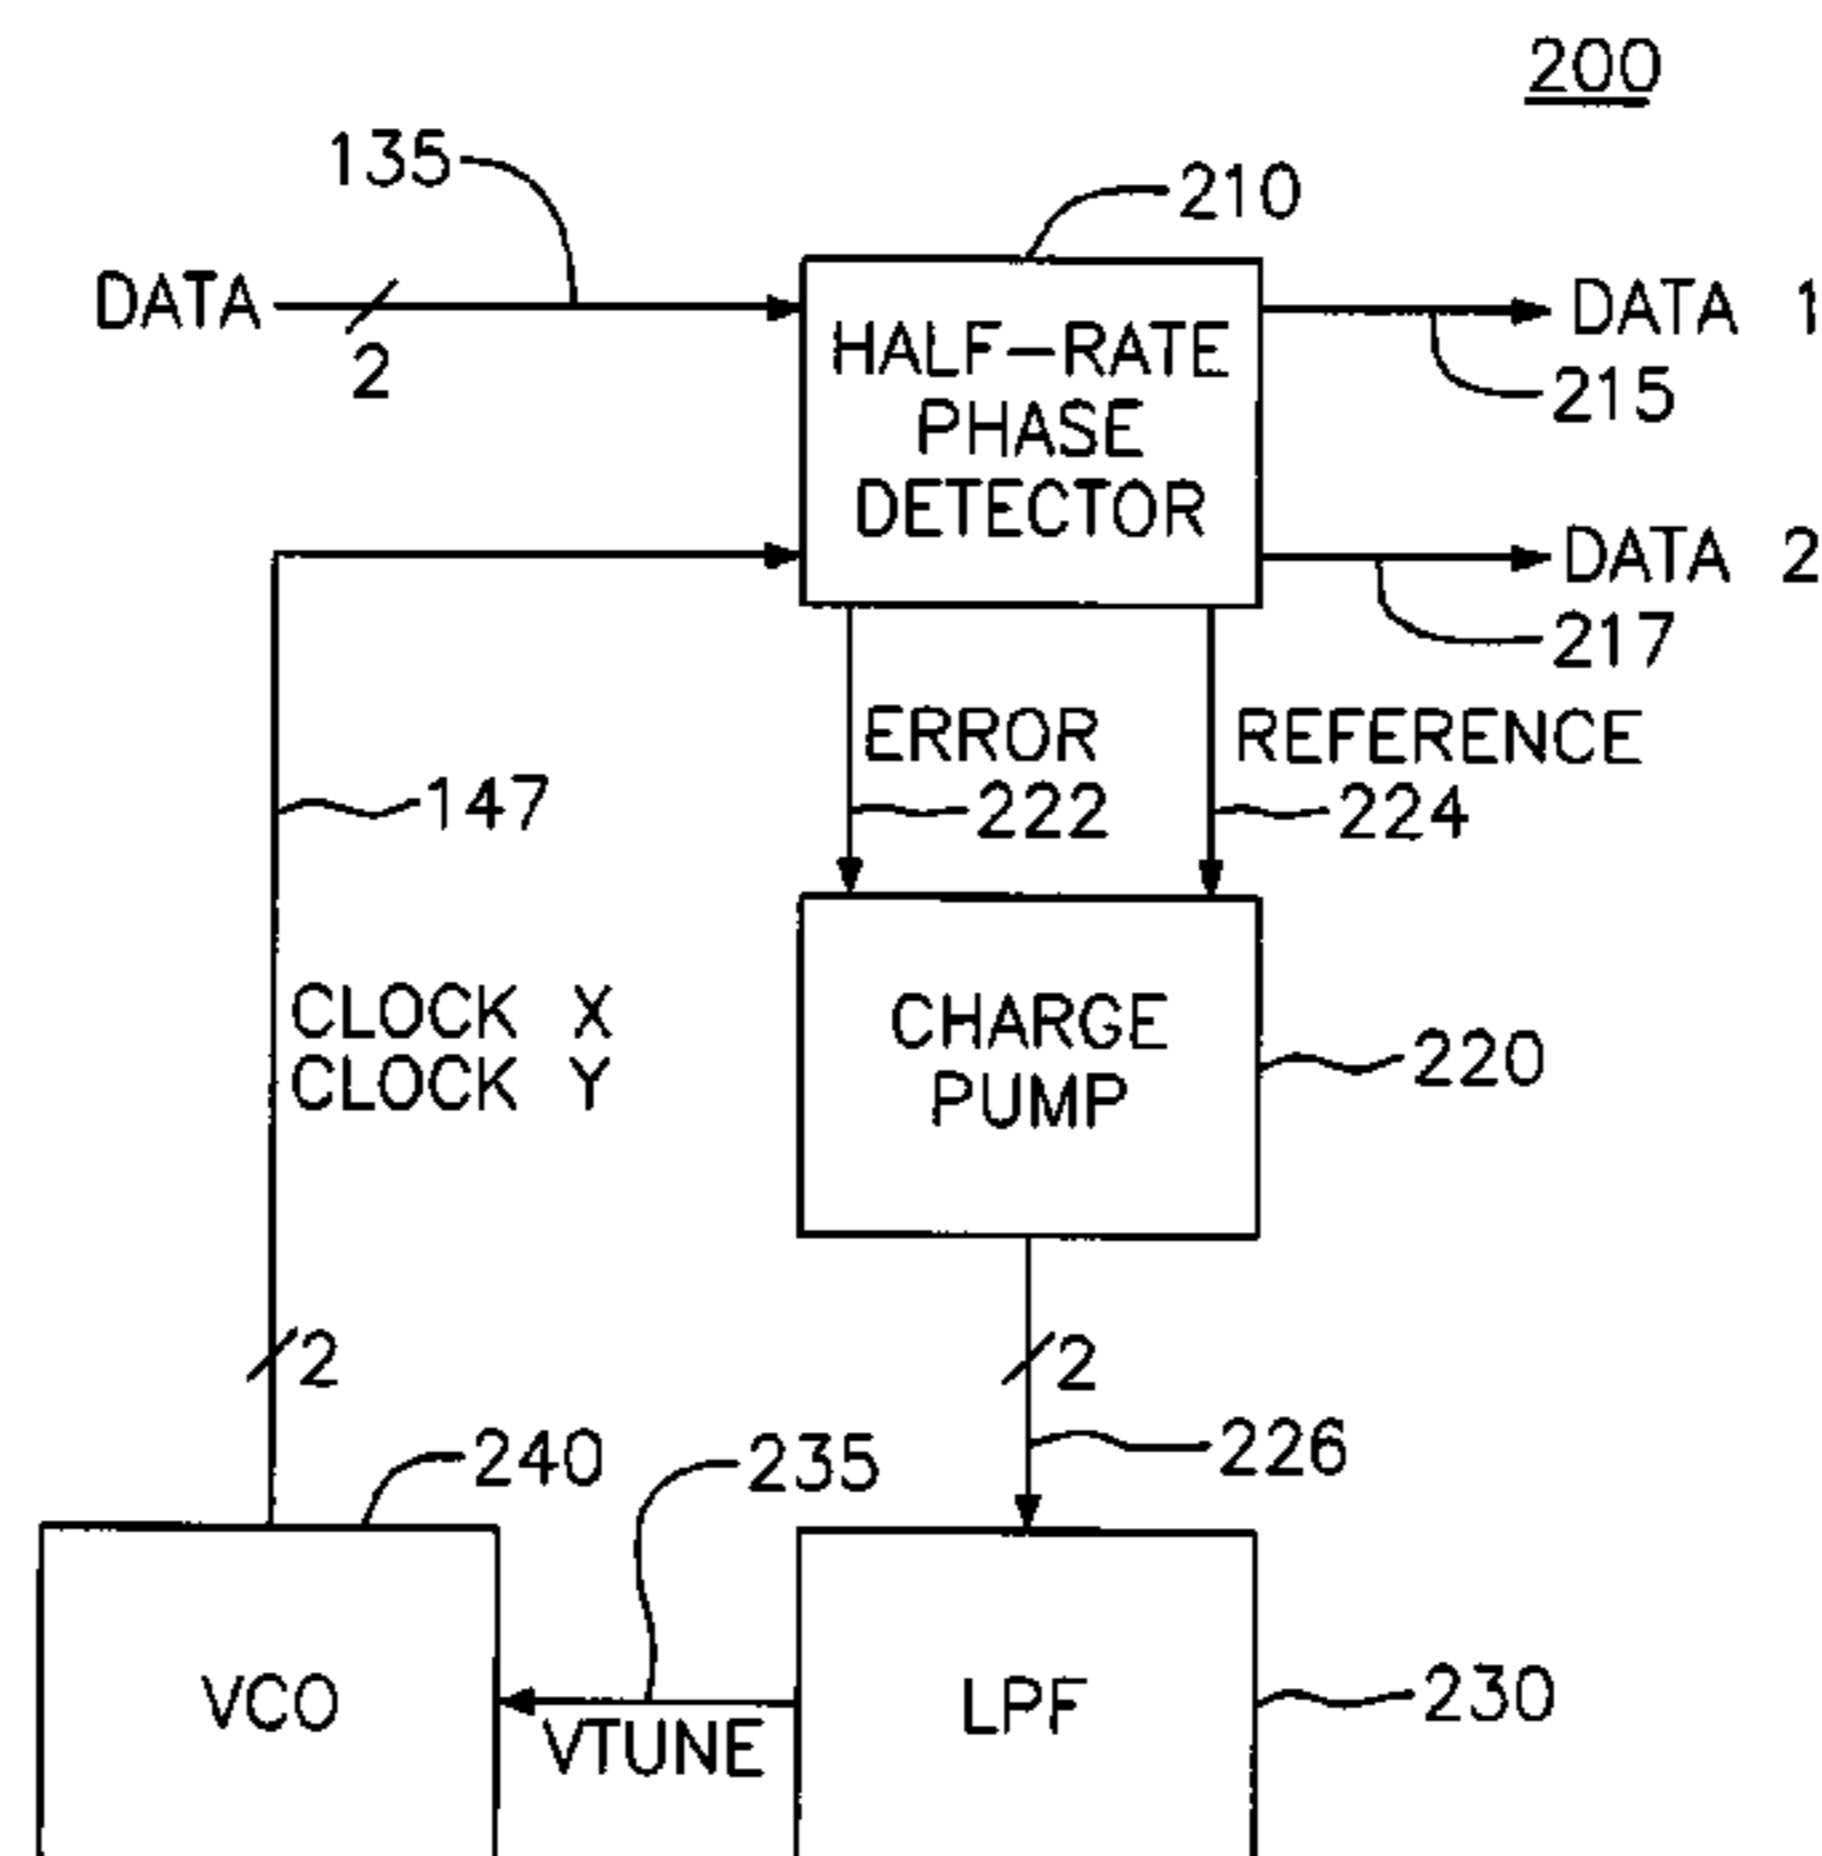 200
135
210
DATA
2
HALF-RATE
PHASE
DETECTOR
DATA 1
215
DATA 2
217
ERROR
222
REFERENCE
224
147
CLOCK X
CLOCK Y
CHARGE
PUMP
220
2
2
226
240
235
VCO
VTUNE
LPF
230